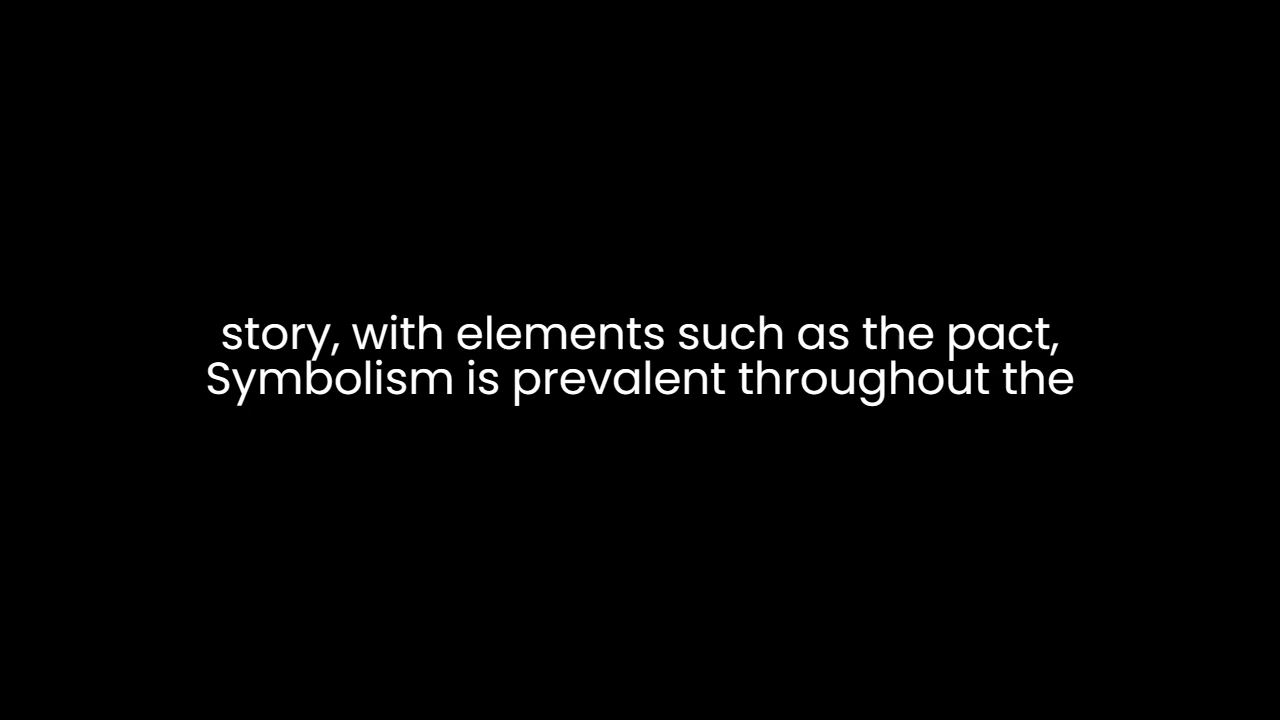 story, with elements such as the pact,
Symbolism is prevalent throughout the